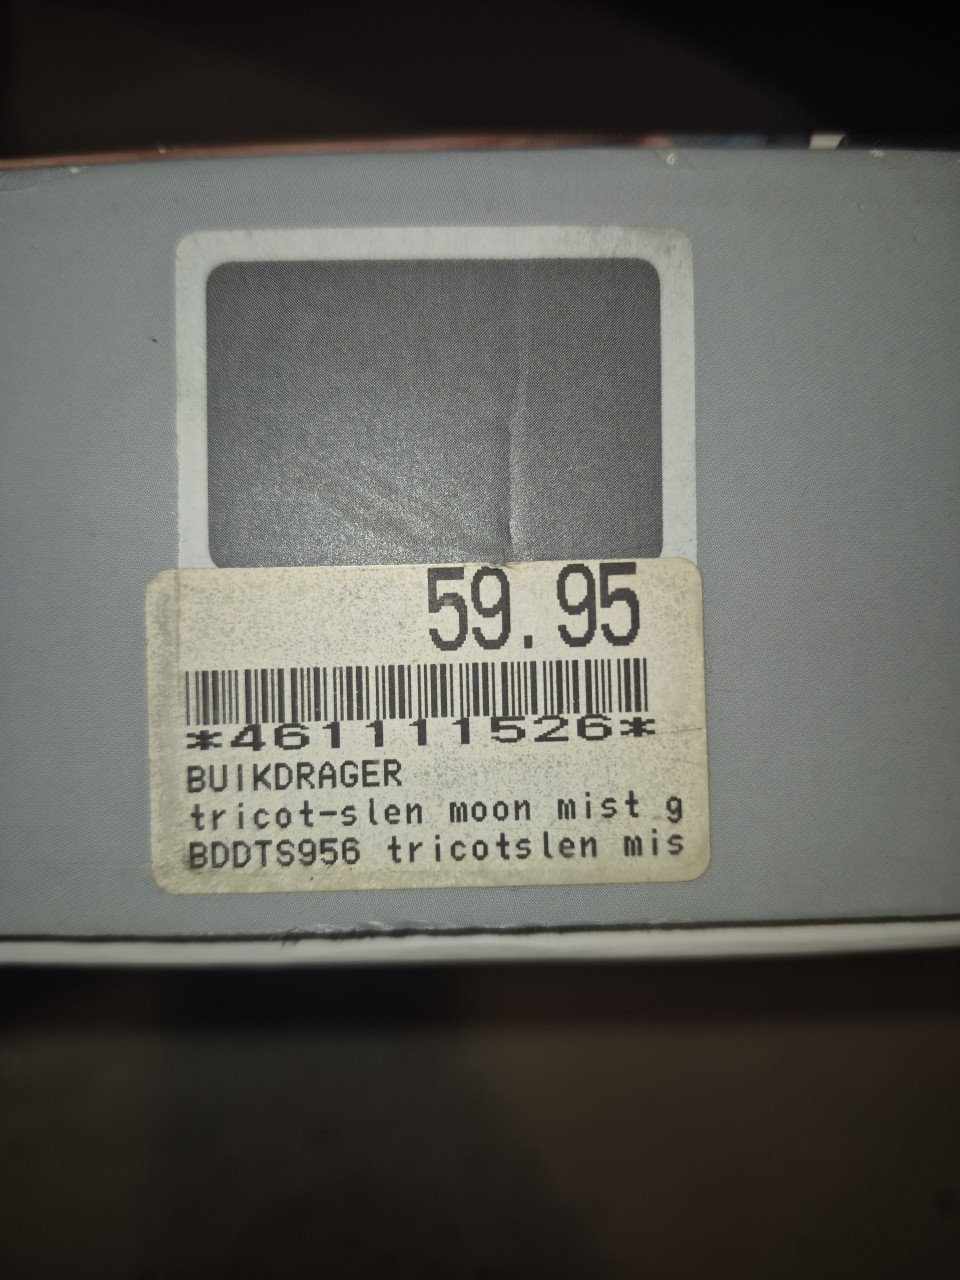 59.95
*461111526*
BUIKDRAGER
tricot-slen moon mist g
BDDTS956 tricotslen mis